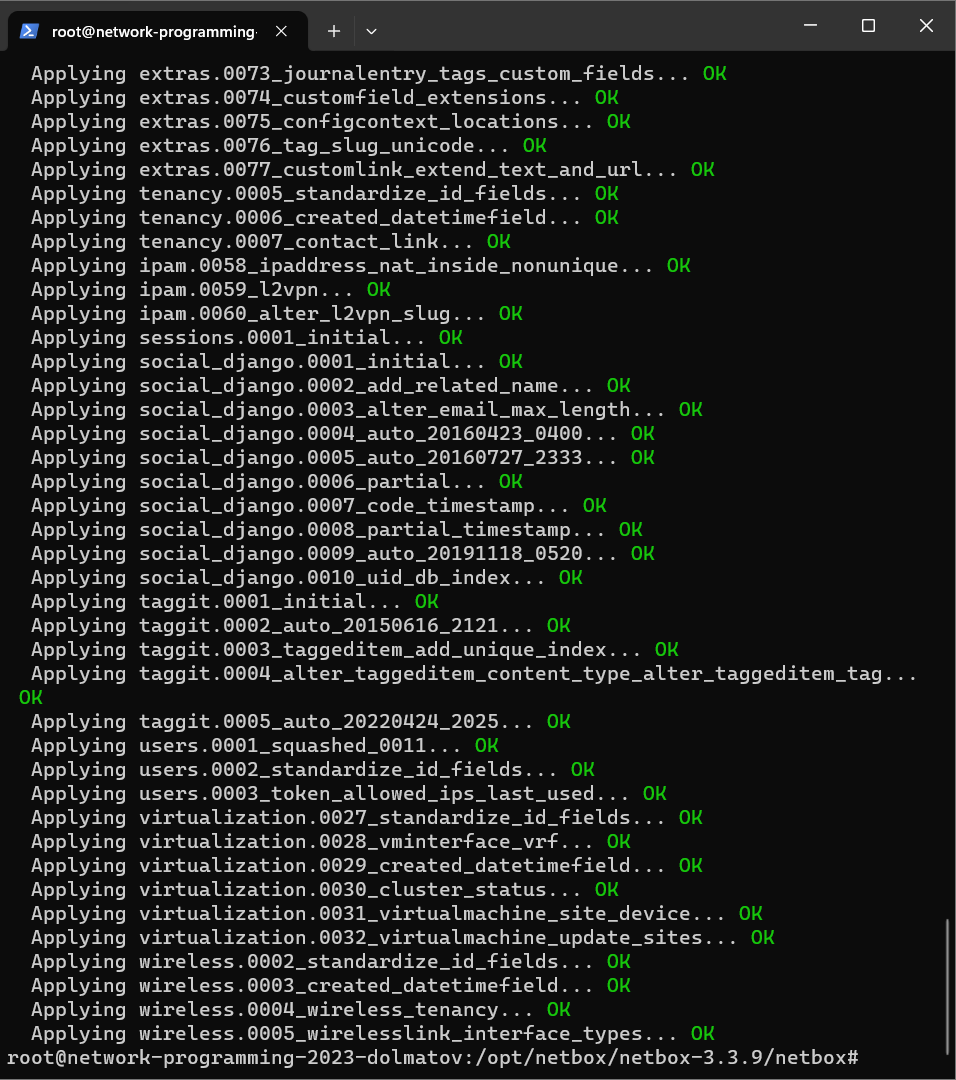 root@network-programming-
Applying extras.0073_journalentry_tags_custom_fields... OK
Applying extras.0074_customfield_extensions... OK
Applying extras.0075_configcontext_locations... OK
Applying extras.0076_tag_slug_unicode... OK
Applying extras.0077_customlink_extend_text_and_url... OK
Applying tenancy.0005_standardize_id_fields... OK
Applying tenancy.0006_created_datetimefield... OK
Applying tenancy.0007_contact_link... OK
Applying ipam.0058_ipaddress_nat_inside_nonunique... OK
Applying ipam.0059_l2vpn... OK
Applying ipam.0060_alter_l2vpn_slug... OK
Applying sessions.0001_initial... OK
Applying social_django.0001_initial... OK
Applying social_django.0002_add_related_name... OK
Applying social_django.0003_alter_email_max_length... OK
Applying social_django.0004_auto_20160423_0400... OK
Applying social_django.0005_auto_20160727_2333... OK
Applying social_django.0006_partial... OK
Applying social_django.0007_code_timestamp... OK
Applying social_django.0008_partial_timestamp... OK
Applying social_django.0009_auto_20191118_0520... OK
Applying social_django.0010_uid_db_index... OK
Applying taggit.0001_initial... OK
Applying taggit.0002_auto_20150616_2121... OK
Applying taggit.0003_taggeditem_add_unique_index... OK
Applying taggit.0004_alter_taggeditem_content_type_alter_taggeditem_tag...
OK
Applying taggit.0005_auto_20220424_2025... OK
Applying users.0001_squashed_0011... OK
Applying users.0002_standardize_id_fields... OK
Applying users.0003_token_allowed_ips_last_used... OK
Applying virtualization.0027_standardize_id_fields... OK
Applying virtualization.0028_vminterface_vrf... OK
Applying virtualization.0029_created_datetimefield... OK
Applying virtualization.0030_cluster_status... OK
Applying virtualization.0031_virtualmachine_site_device... OK
Applying virtualization.0032_virtualmachine_update_sites... OK
Applying wireless.0002_standardize_id_fields... OK
Applying wireless.0003_created_datetimefield... OK
Applying wireless.0004_wireless_tenancy... OK
Applying wireless.0005_wirelesslink_interface_types... OK
root@network-programming-2023-dolmatov:/opt/netbox/netbox-3.3.9/netbox#